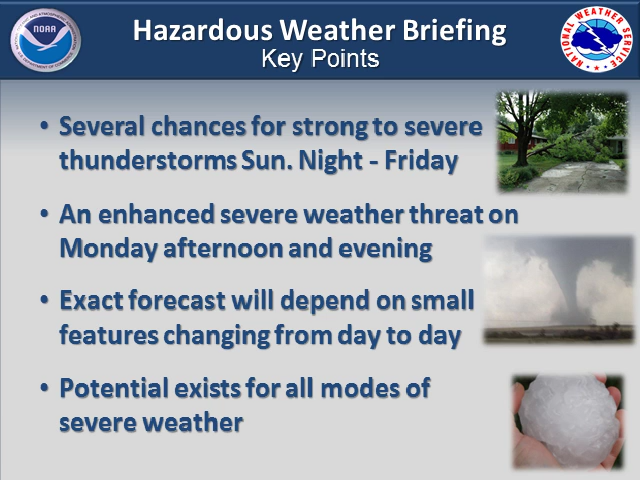 Hazardous Weather Briefing
Key Points
NOAA
NATIONAL WEATHER SERVICE
• Several chances for strong to severe
thunderstorms Sun. Night - Friday
• An enhanced severe weather threat on
Monday afternoon and evening
• Exact forecast will depend on small
features changing from day to day
• Potential exists for all modes of
severe weather